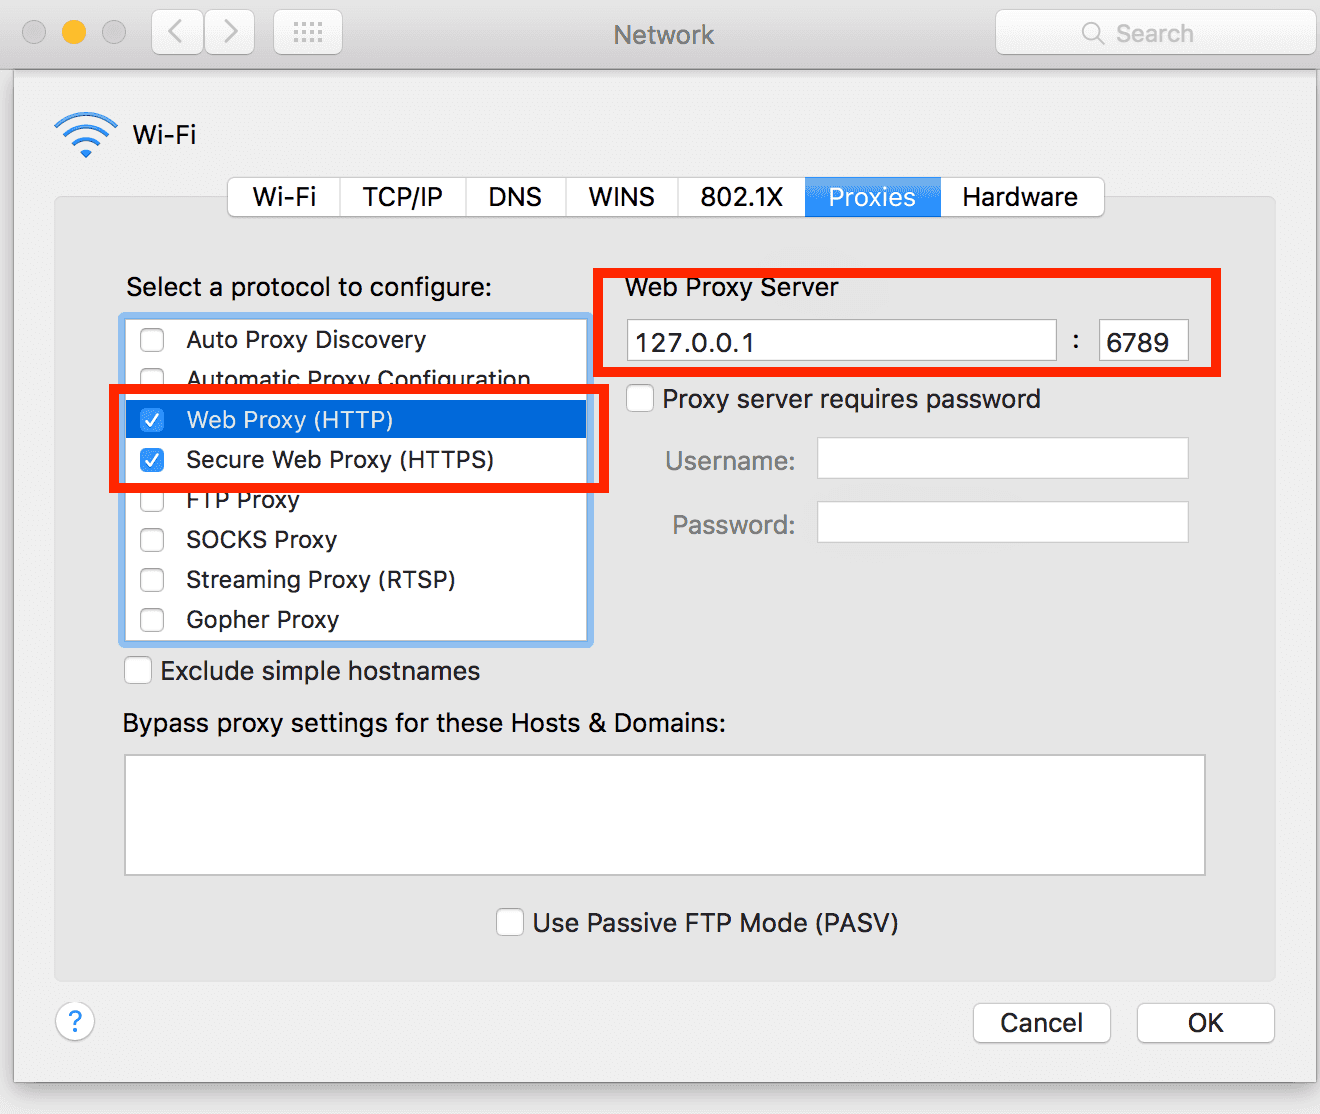 Network
Search
Wi-Fi
Wi-Fi TCP/IP DNS WINS 802.1X Proxies Hardware
Select a protocol to configure:
Auto Proxy Discovery
Automatic Proxy Configuration
Web Proxy (HTTP)
Secure Web Proxy (HTTPS)
FTP Proxy
SOCKS Proxy
Streaming Proxy (RTSP)
Gopher Proxy
Web Proxy Server
127.0.0.1 : 6789
Proxy server requires password
Username:
Password:
Exclude simple hostnames
Bypass proxy settings for these Hosts & Domains:
Use Passive FTP Mode (PASV)
?
Cancel
OK